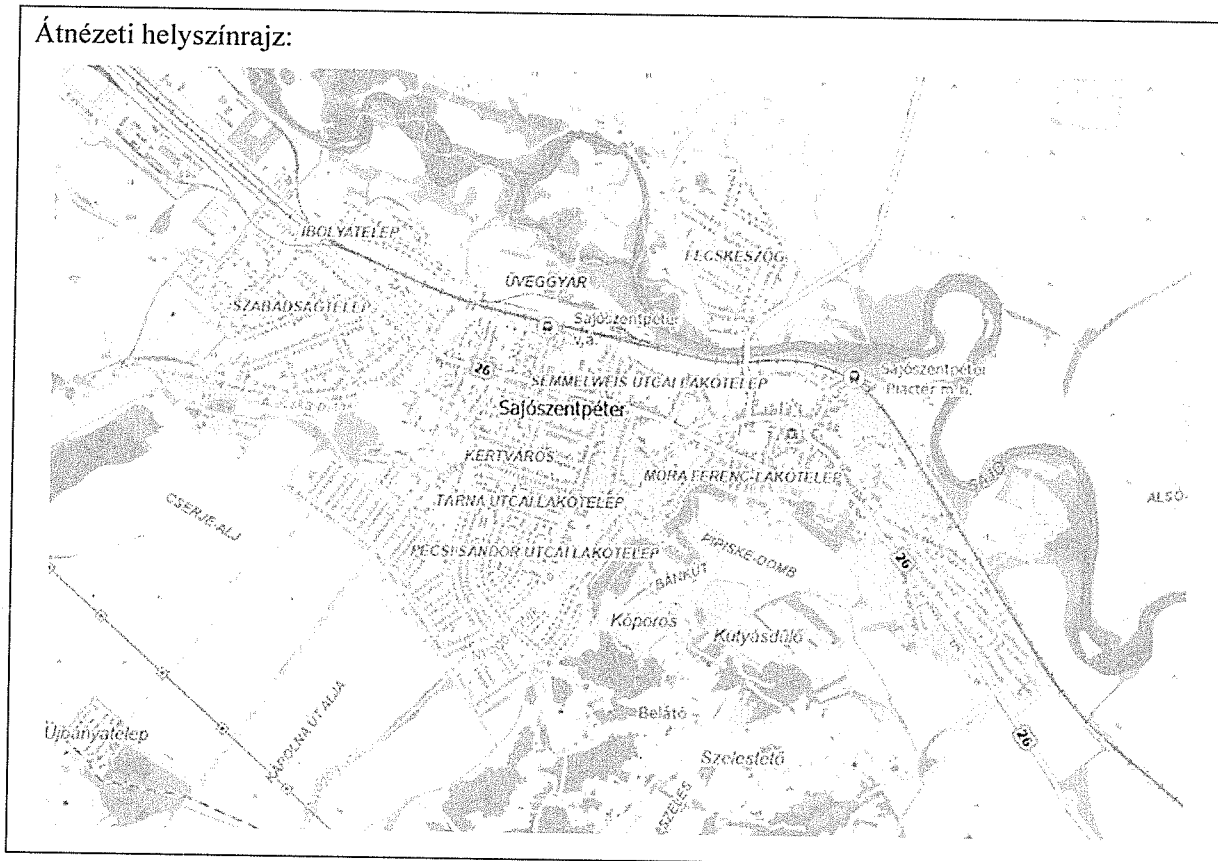 Átnézeti helyszínrajz:
IBOLYATELEP
FECSKESZÖG
ÜVEGGYÁR
SZABADSÁGTELEP
Sajószentpéter
v.á.
26
SEMMELWEIS UTCAI LAKÓTELEP
Sajószentpéter
Piactér m.h.
Sajószentpéter
KERTVÁROS
MÓRA FERENC-LAKÓTELEP
SAJÓ
ALSÓ-
TARNA UTCAI LAKÓTELEP
CSERJE ALJ
PÉCSI SÁNDOR UTCAI LAKÓTELEP
PIPISKE-DOMB
26
BÁNKÚT
Kóporos
Kutyásdűlő
Belátó
Újbányatelep
KÁPOLNA ÚT ALJA
26
Szelestető
SZELES